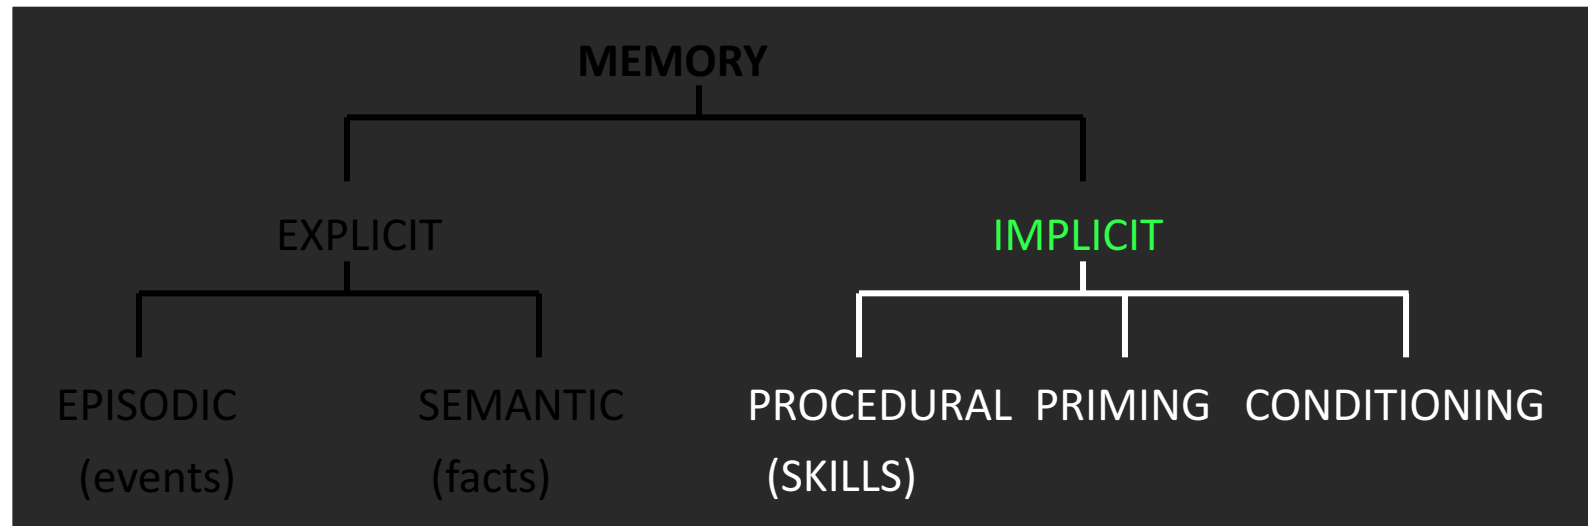 MEMORY
EXPLICIT IMPLICIT
EPISODIC SEMANTIC PROCEDURAL PRIMING CONDITIONING
(events) (facts) (SKILLS)